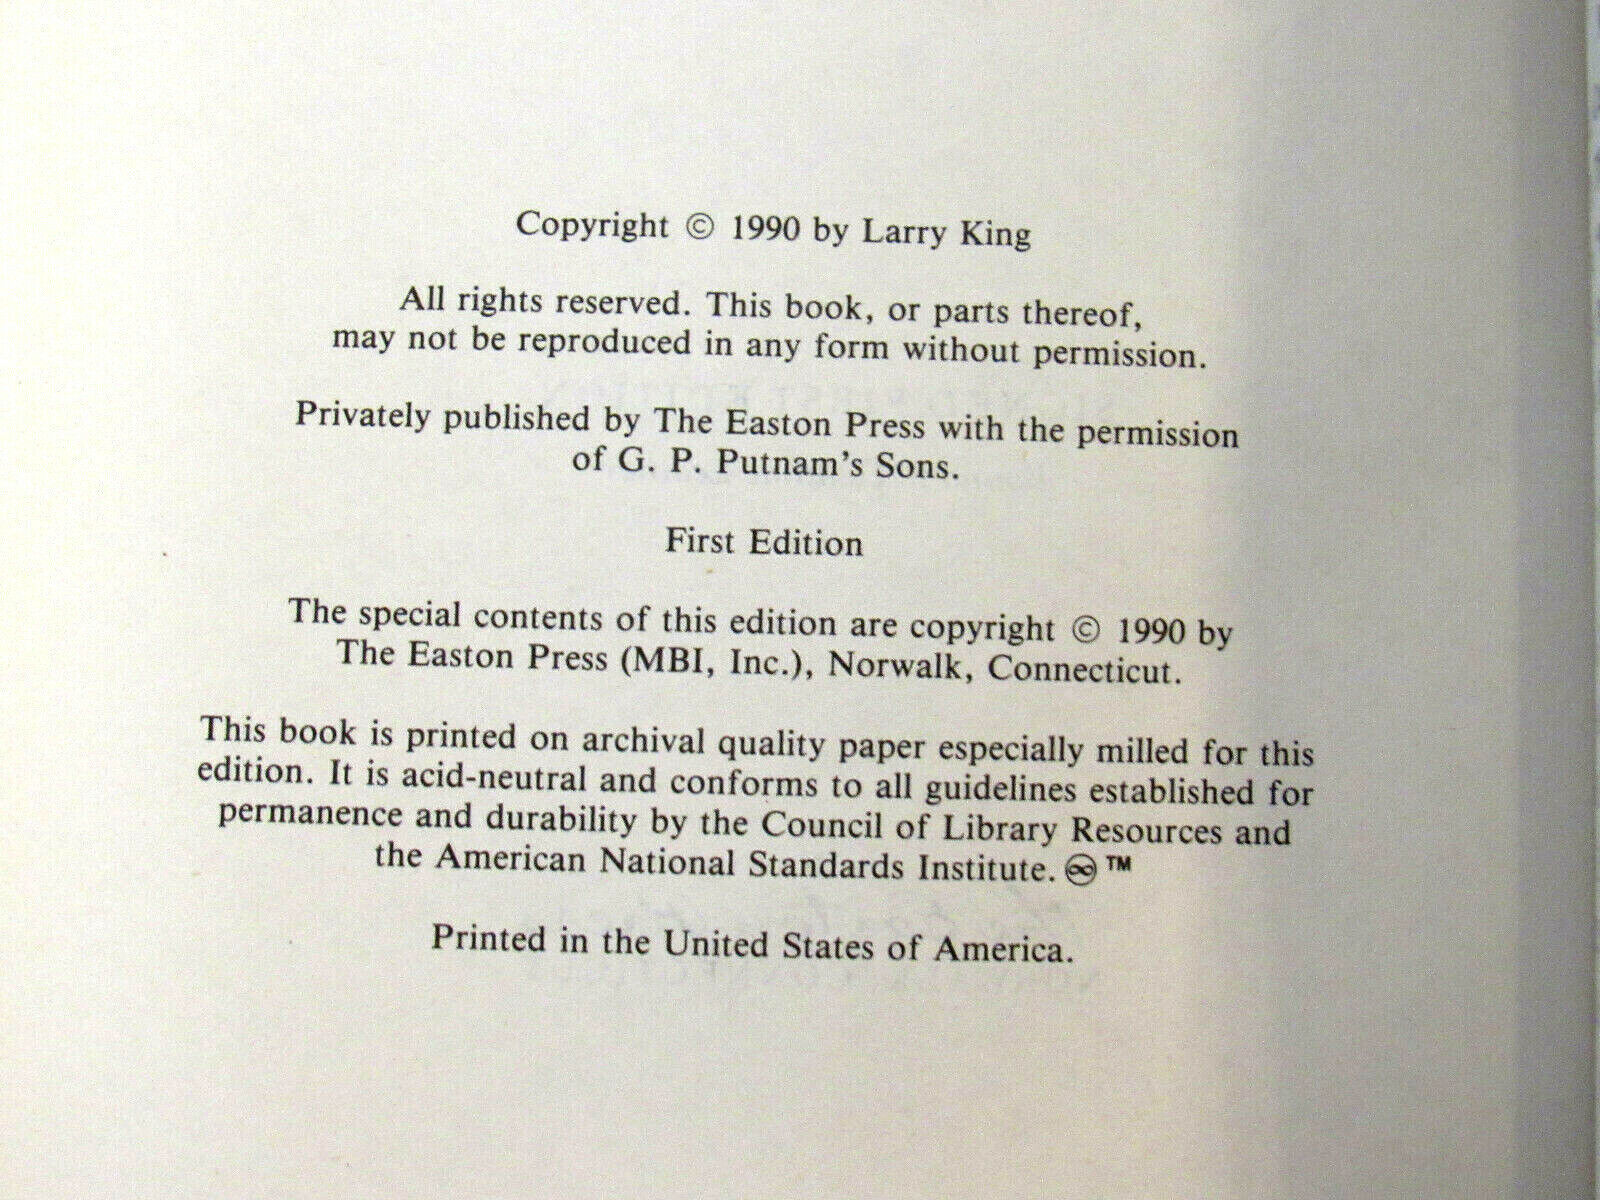 Copyright © 1990 by Larry King
All rights reserved. This book, or parts thereof,
may not be reproduced in any form without permission.
Privately published by The Easton Press with the permission
of G. P. Putnam's Sons.
First Edition
The special contents of this edition are copyright © 1990 by
The Easton Press (MBI, Inc.), Norwalk, Connecticut.
This book is printed on archival quality paper especially milled for this
edition. It is acid-neutral and conforms to all guidelines established for
permanence and durability by the Council of Library Resources and
the American National Standards Institute. ♾™
Printed in the United States of America.